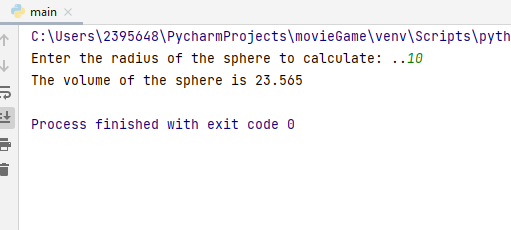 main
C:\Users\2395648\PycharmProjects\movieGame\venv\Scripts\pyth
Enter the radius of the sphere to calculate: ..10
The volume of the sphere is 23.565
Process finished with exit code 0